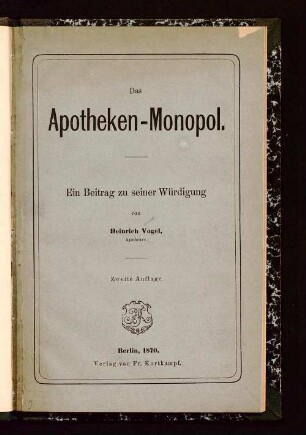 Das
Apotheken-Monopol.
Ein Beitrag zu seiner Würdigung
von
Heinrich Vogel,
Apotheker.
Zweite Auflage.
Berlin, 1870.
Verlag von Fr. Kortkampf.